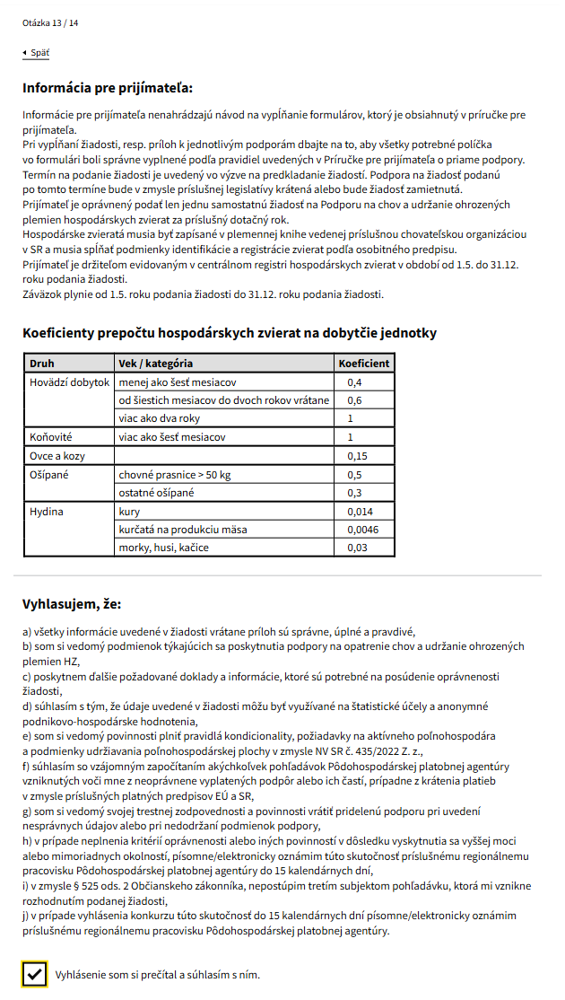 Otázka 13 / 14
Späť
Informácia pre prijímateľa:
Informácie pre prijímateľa nenahrádzajú návod na vypĺňanie formulárov, ktorý je obsiahnutý v príručke pre
prijímateľa.
Pri vypĺňaní žiadosti, resp. príloh k jednotlivým podporám dbajte na to, aby všetky potrebné políčka
vo formulári boli správne vyplnené podľa pravidiel uvedených v Príručke pre prijímateľa o priame podpory.
Termín na podanie žiadosti je uvedený vo výzve na predkladanie žiadostí. Podpora na žiadosť podanú
po tomto termíne bude v zmysle príslušnej legislatívy krátená alebo bude žiadosť zamietnutá.
Prijímateľ je oprávnený podať len jednu samostatnú žiadosť na Podporu na chov a udržanie ohrozených
plemien hospodárskych zvierat za príslušný dotačný rok.
Hospodárske zvieratá musia byť zapísané v plemennej knihe vedenej príslušnou chovateľskou organizáciou
v SR a musia spĺňať podmienky identifikácie a registrácie zvierat podľa osobitného predpisu.
Prijímateľ je držiteľom evidovaným v centrálnom registri hospodárskych zvierat v období od 1.5. do 31.12.
roku podania žiadosti.
Záväzok plynie od 1.5. roku podania žiadosti do 31.12. roku podania žiadosti.
Koeficienty prepočtu hospodárskych zvierat na dobytčie jednotky
Druh Vek / kategória Koeficient
Hovädzí dobytok menej ako šesť mesiacov 0,4
od šiestich mesiacov do dvoch rokov vrátane 0,6
viac ako dva roky 1
Koňovité viac ako šesť mesiacov 1
Ovce a kozy 0,15
Ošípané chovné prasnice > 50 kg 0,5
ostatné ošípané 0,3
Hydina kury 0,014
kurčatá na produkciu mäsa 0,0046
morky, husi, kačice 0,03
Vyhlasujem, že:
a) všetky informácie uvedené v žiadosti vrátane príloh sú správne, úplné a pravdivé,
b) som si vedomý podmienok týkajúcich sa poskytnutia podpory na opatrenie chov a udržanie ohrozených
plemien HZ,
c) poskytnem ďalšie požadované doklady a informácie, ktoré sú potrebné na posúdenie oprávnenosti
žiadosti,
d) súhlasím s tým, že údaje uvedené v žiadosti môžu byť využívané na štatistické účely a anonymné
podnikovo-hospodárske hodnotenia,
e) som si vedomý povinnosti plniť pravidlá kondicionality, požiadavky na aktívneho poľnohospodára
a podmienky udržiavania poľnohospodárskej plochy v zmysle NV SR č. 435/2022 Z. z.,
f) súhlasím so vzájomným započítaním akýchkoľvek pohľadávok Pôdohospodárskej platobnej agentúry
vzniknutých voči mne z neoprávnene vyplatených podpôr alebo ich častí, prípadne z krátenia platieb
v zmysle príslušných platných predpisov EÚ a SR,
g) som si vedomý svojej trestnej zodpovednosti a povinnosti vrátiť pridelenú podporu pri uvedení
nesprávnych údajov alebo pri nedodržaní podmienok podpory,
h) v prípade neplnenia kritérií oprávnenosti alebo iných povinností v dôsledku vyskytnutia sa vyššej moci
alebo mimoriadnych okolností, písomne/elektronicky oznámim túto skutočnosť príslušnému regionálnemu
pracovisku Pôdohospodárskej platobnej agentúry do 15 kalendárnych dní,
i) v zmysle § 525 ods. 2 Občianskeho zákonníka, nepostúpim tretím subjektom pohľadávku, ktorá mi vznikne
rozhodnutím podanej žiadosti,
j) v prípade vyhlásenia konkurzu túto skutočnosť do 15 kalendárnych dní písomne/elektronicky oznámim
príslušnému regionálnemu pracovisku Pôdohospodárskej platobnej agentúry.
Vyhlásenie som si prečítal a súhlasím s ním.